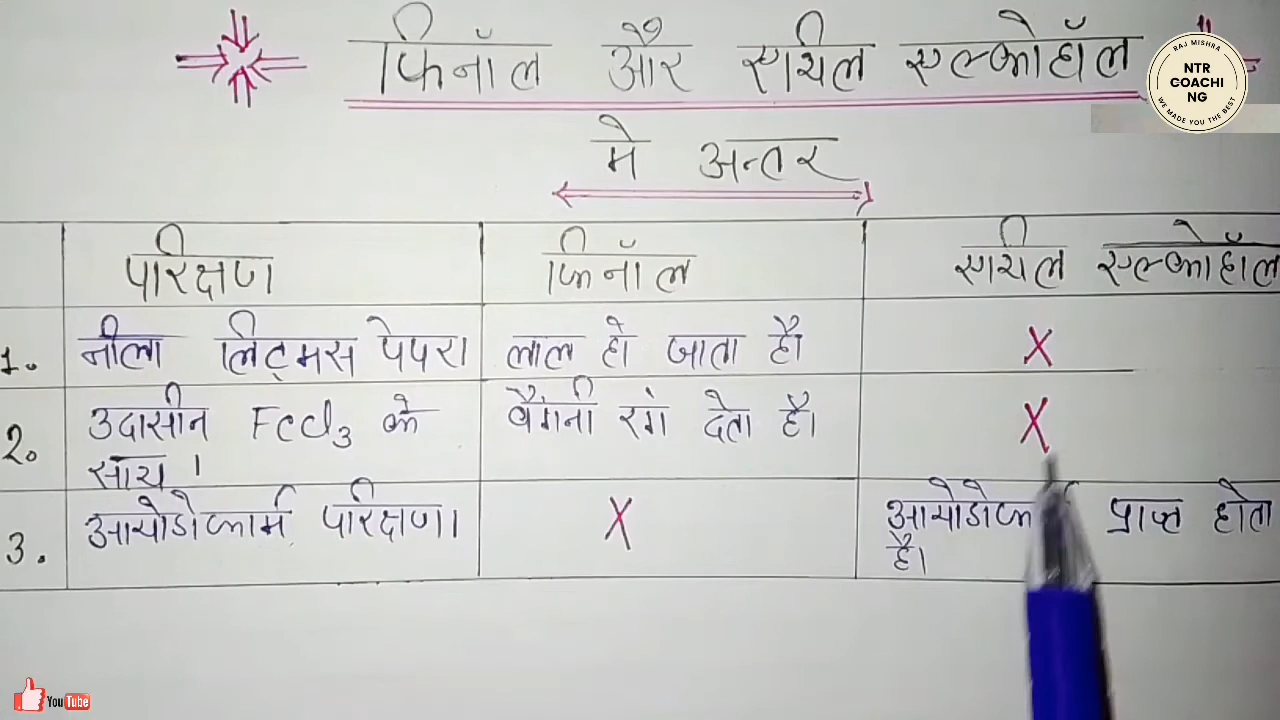 फिनॉल और एथील एल्कोहॉल
मे अन्तर
RAJ MISHRA
NTR
COACHI
NG
WE MADE YOU THE BEST
परिक्षण फिनॉल एथील एल्कोहॉल
1. नीला लिट्मस पेपर। लाल हो जाता है। X
2. उदासीन FeCl3 के साथ। बैंगनी रंग देता है। X
3. आयोडोफार्म परिक्षण। X आयोडोफार्म प्राप्त होता है।
YouTube